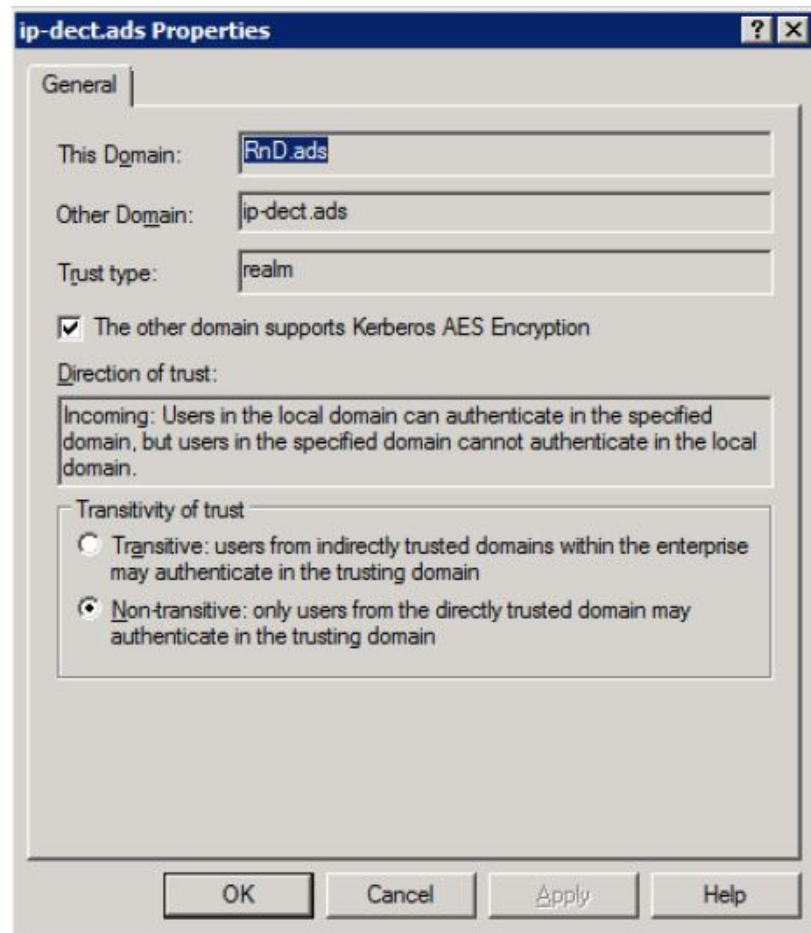 ip-dect.ads Properties
General
This Domain:
RnD.ads
Other Domain:
ip-dect.ads
Trust type:
realm
The other domain supports Kerberos AES Encryption
Direction of trust:
Incoming: Users in the local domain can authenticate in the specified
domain, but users in the specified domain cannot authenticate in the local
domain.
Transitivity of trust
Transitive: users from indirectly trusted domains within the enterprise
may authenticate in the trusting domain
Non-transitive: only users from the directly trusted domain may
authenticate in the trusting domain
OK
Cancel
Apply
Help